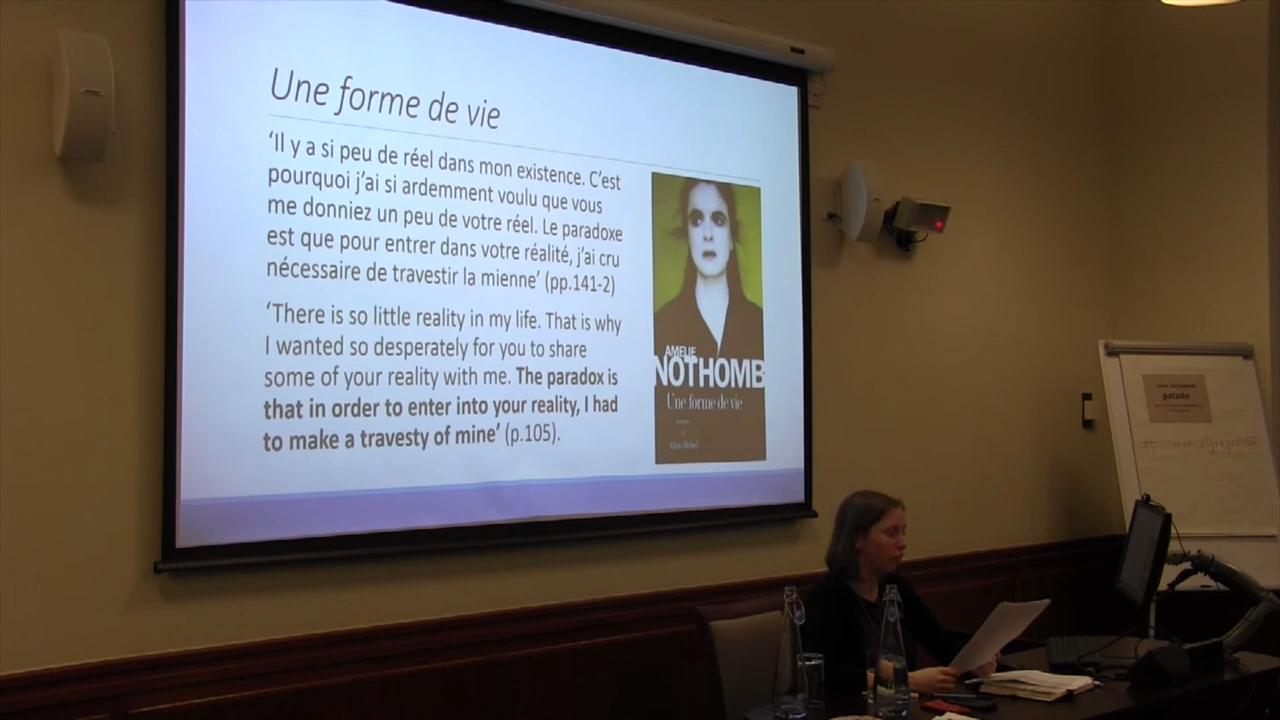 Une forme de vie
‘Il y a si peu de réel dans mon existence. C’est
pourquoi j’ai si ardemment voulu que vous
me donniez un peu de votre réel. Le paradoxe
est que pour entrer dans votre réalité, j’ai cru
nécessaire de travestir la mienne’ (pp.141-2)
‘There is so little reality in my life. That is why
I wanted so desperately for you to share
some of your reality with me. The paradox is
that in order to enter into your reality, I had
to make a travesty of mine’ (p.105).
AMÉLIE
NOTHOMB
Une forme de vie
Albin Michel
patado